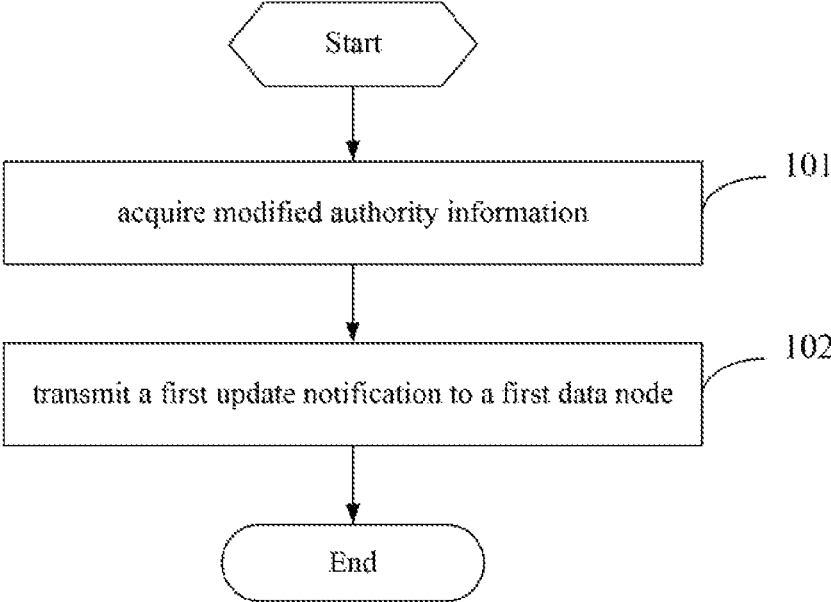 Start
101
acquire modified authority information
102
transmit a first update notification to a first data node
End